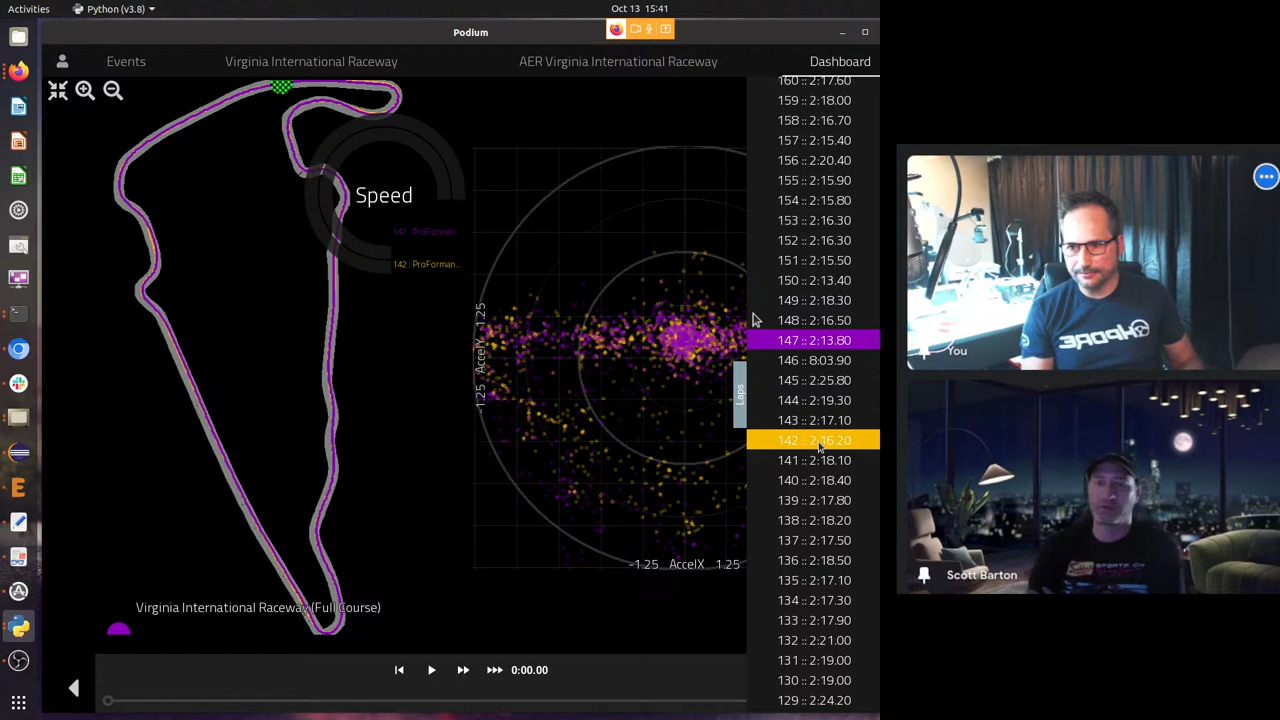 Activities
Python (v3.8)
Oct 13 15:41
Podium
Events
Virginia International Raceway
AER Virginia International Raceway
Dashboard
Speed
147 : ProForman...
142 : ProForman...
1.25
AccelY
-1.25
-1.25 AccelX 1.25
Virginia International Raceway (Full Course)
0:00.00
Laps
160 :: 2:17.60
159 :: 2:18.00
158 :: 2:16.70
157 :: 2:15.40
156 :: 2:20.40
155 :: 2:15.90
154 :: 2:15.80
153 :: 2:16.30
152 :: 2:16.30
151 :: 2:15.50
150 :: 2:13.40
149 :: 2:18.30
148 :: 2:16.50
147 :: 2:13.80
146 :: 8:03.90
145 :: 2:25.80
144 :: 2:19.30
143 :: 2:17.10
142 :: 2:16.20
141 :: 2:18.10
140 :: 2:18.40
139 :: 2:17.80
138 :: 2:18.20
137 :: 2:17.50
136 :: 2:18.50
135 :: 2:17.10
134 :: 2:17.30
133 :: 2:17.90
132 :: 2:21.00
131 :: 2:19.00
130 :: 2:19.00
129 :: 2:24.20
You
Scott Barton